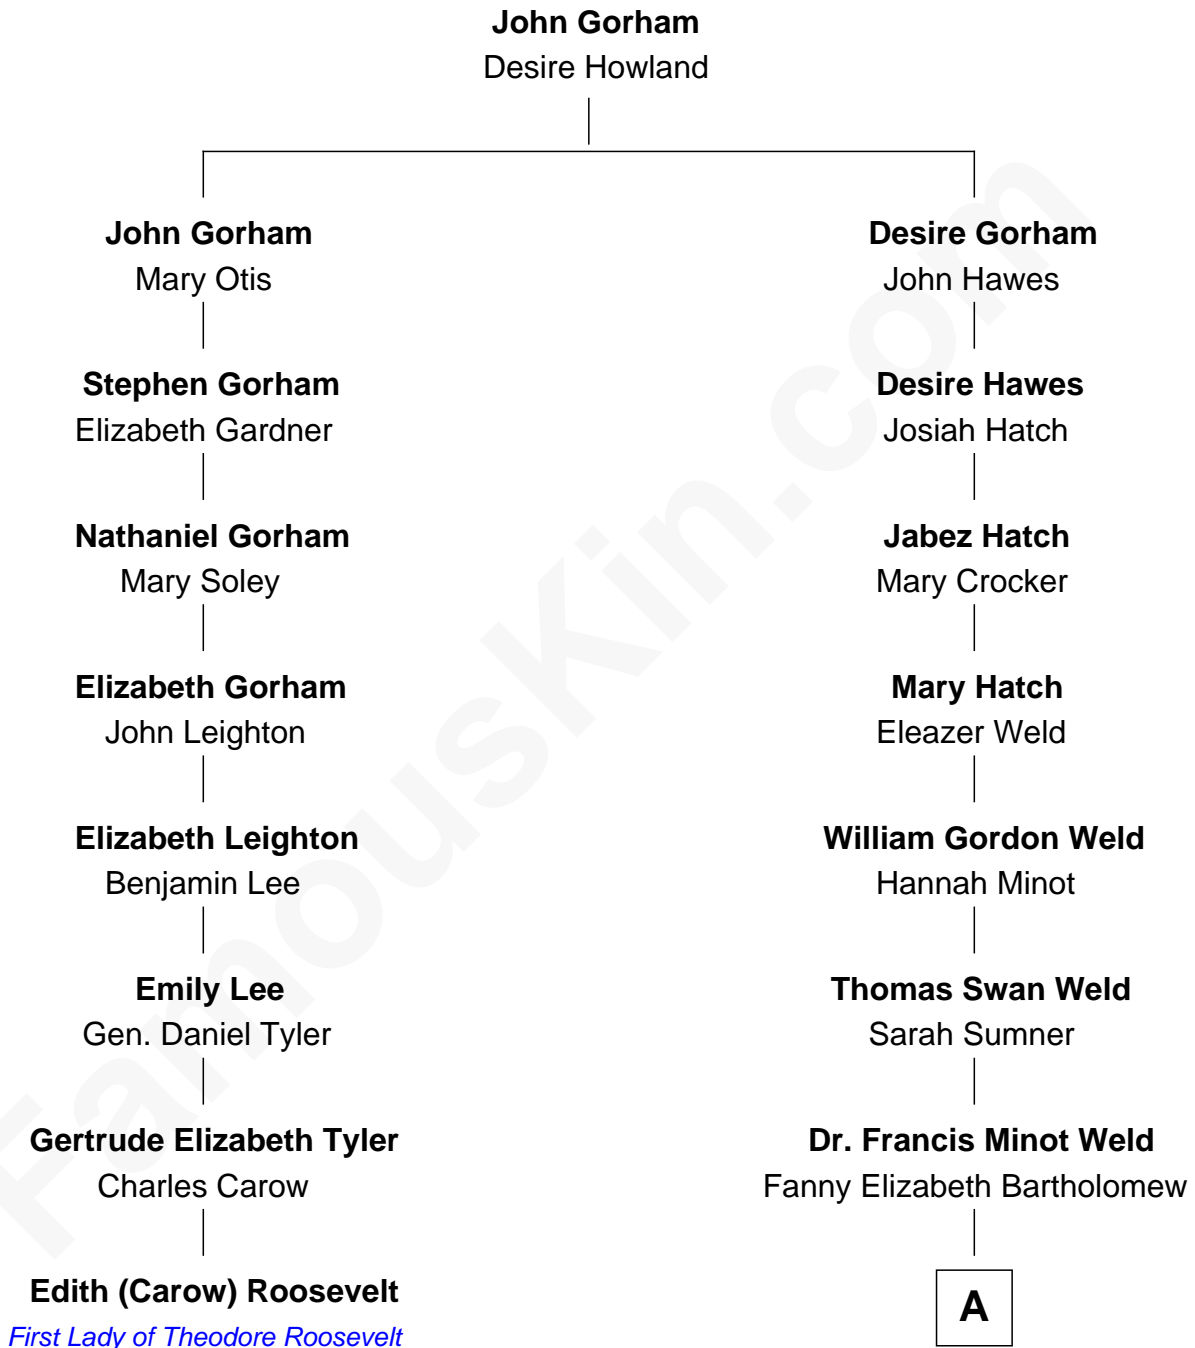 John Gorham
Desire Howland
John Gorham
Mary Otis
Stephen Gorham
Elizabeth Gardner
Nathaniel Gorham
Mary Soley
Elizabeth Gorham
John Leighton
Elizabeth Leighton
Benjamin Lee
Emily Lee
Gen. Daniel Tyler
Gertrude Elizabeth Tyler
Charles Carow
Edith (Carow) Roosevelt
First Lady of Theodore Roosevelt
Desire Gorham
John Hawes
Desire Hawes
Josiah Hatch
Jabez Hatch
Mary Crocker
Mary Hatch
Eleazer Weld
William Gordon Weld
Hannah Minot
Thomas Swan Weld
Sarah Sumner
Dr. Francis Minot Weld
Fanny Elizabeth Bartholomew
A
FamousKin.com